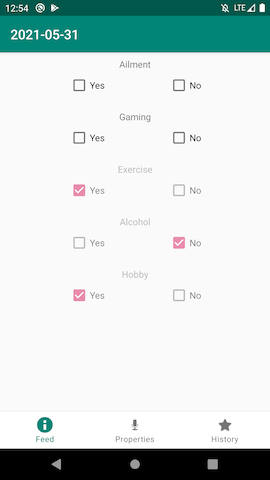 12:54 LTE
2021-05-31
Ailment
Yes No
Gaming
Yes No
Exercise
Yes No
Alcohol
Yes No
Hobby
Yes No
Feed Properties History